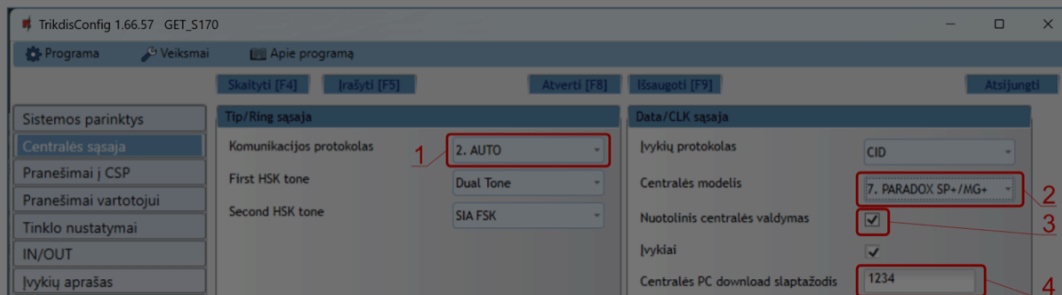 TrikdisConfig 1.66.57 GET_S170
Programa Veiksmai Apie programą
Skaityti [F4] Įrašyti [F5] Atverti [F8] Išsaugoti [F9] Atsijungti
Sistemos parinktys
Centralės sąsaja
Pranešimai į CSP
Pranešimai vartotojui
Tinklo nustatymai
IN/OUT
Įvykių aprašas
Tip/Ring sąsaja
Komunikacijos protokolas 1 2. AUTO
First HSK tone Dual Tone
Second HSK tone SIA FSK
Data/CLK sąsaja
Įvykių protokolas CID
Centralės modelis 7. PARADOX SP+/MG+ 2
Nuotolinis centralės valdymas 3
Įvykiai
Centralės PC download slaptažodis 1234 4